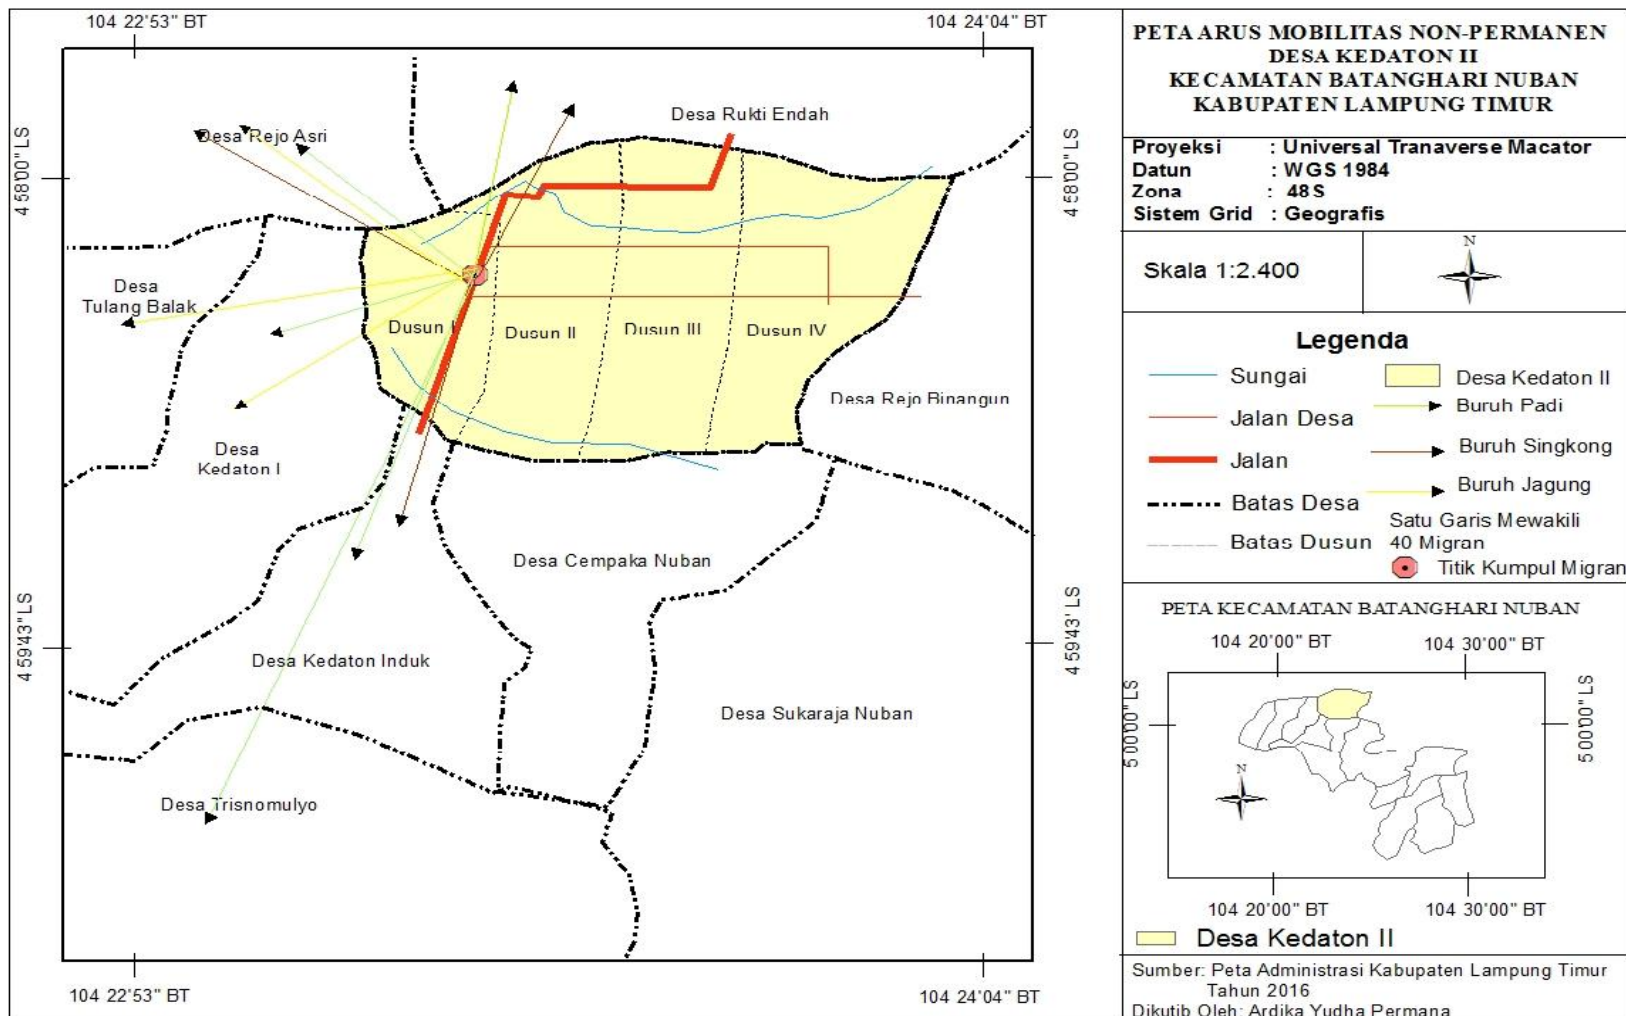 104 22'53" BT
104 24'04" BT
4 58'00" LS
4 58'00" LS
4 59'43" LS
4 59'43" LS
Desa Rukti Endah
Desa Rejo Asri
Desa
Tulang Balak
Dusun I
Dusun II
Dusun III
Dusun IV
Desa Rejo Binangun
Desa
Kedaton I
Desa Cempaka Nuban
Desa Kedaton Induk
Desa Sukaraja Nuban
Desa Trisnomulyo
104 22'53" BT
104 24'04" BT
PETA ARUS MOBILITAS NON-PERMANEN
DESA KEDATON II
KECAMATAN BATANGHARI NUBAN
KABUPATEN LAMPUNG TIMUR
Proyeksi : Universal Tranaverse Macator
Datun : WGS 1984
Zona : 48 S
Sistem Grid : Geografis
Skala 1:2.400
N
Legenda
Sungai
Jalan Desa
Jalan
Batas Desa
Batas Dusun
Desa Kedaton II
Buruh Padi
Buruh Singkong
Buruh Jagung
Satu Garis Mewakili
40 Migran
Titik Kumpul Migran
PETA KECAMATAN BATANGHARI NUBAN
104 20'00" BT
104 30'00" BT
5 00'00" LS
5 00'00" LS
N
104 20'00" BT
104 30'00" BT
Desa Kedaton II
Sumber: Peta Administrasi Kabupaten Lampung Timur
Tahun 2016
Dikutib Oleh: Ardika Yudha Permana